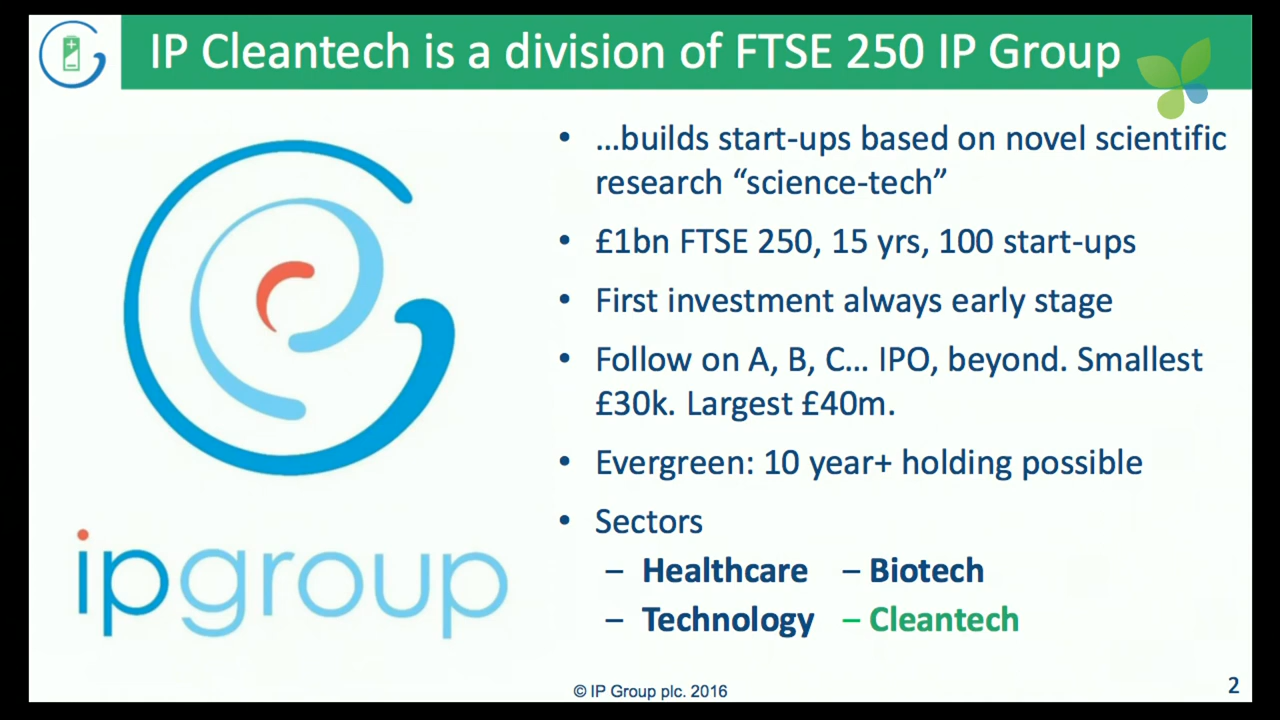 IP Cleantech is a division of FTSE 250 IP Group
…builds start-ups based on novel scientific
research “science-tech”
£1bn FTSE 250, 15 yrs, 100 start-ups
First investment always early stage
Follow on A, B, C… IPO, beyond. Smallest
£30k. Largest £40m.
Evergreen: 10 year+ holding possible
Sectors
– Healthcare – Biotech
– Technology – Cleantech
ipgroup
© IP Group plc. 2016
2